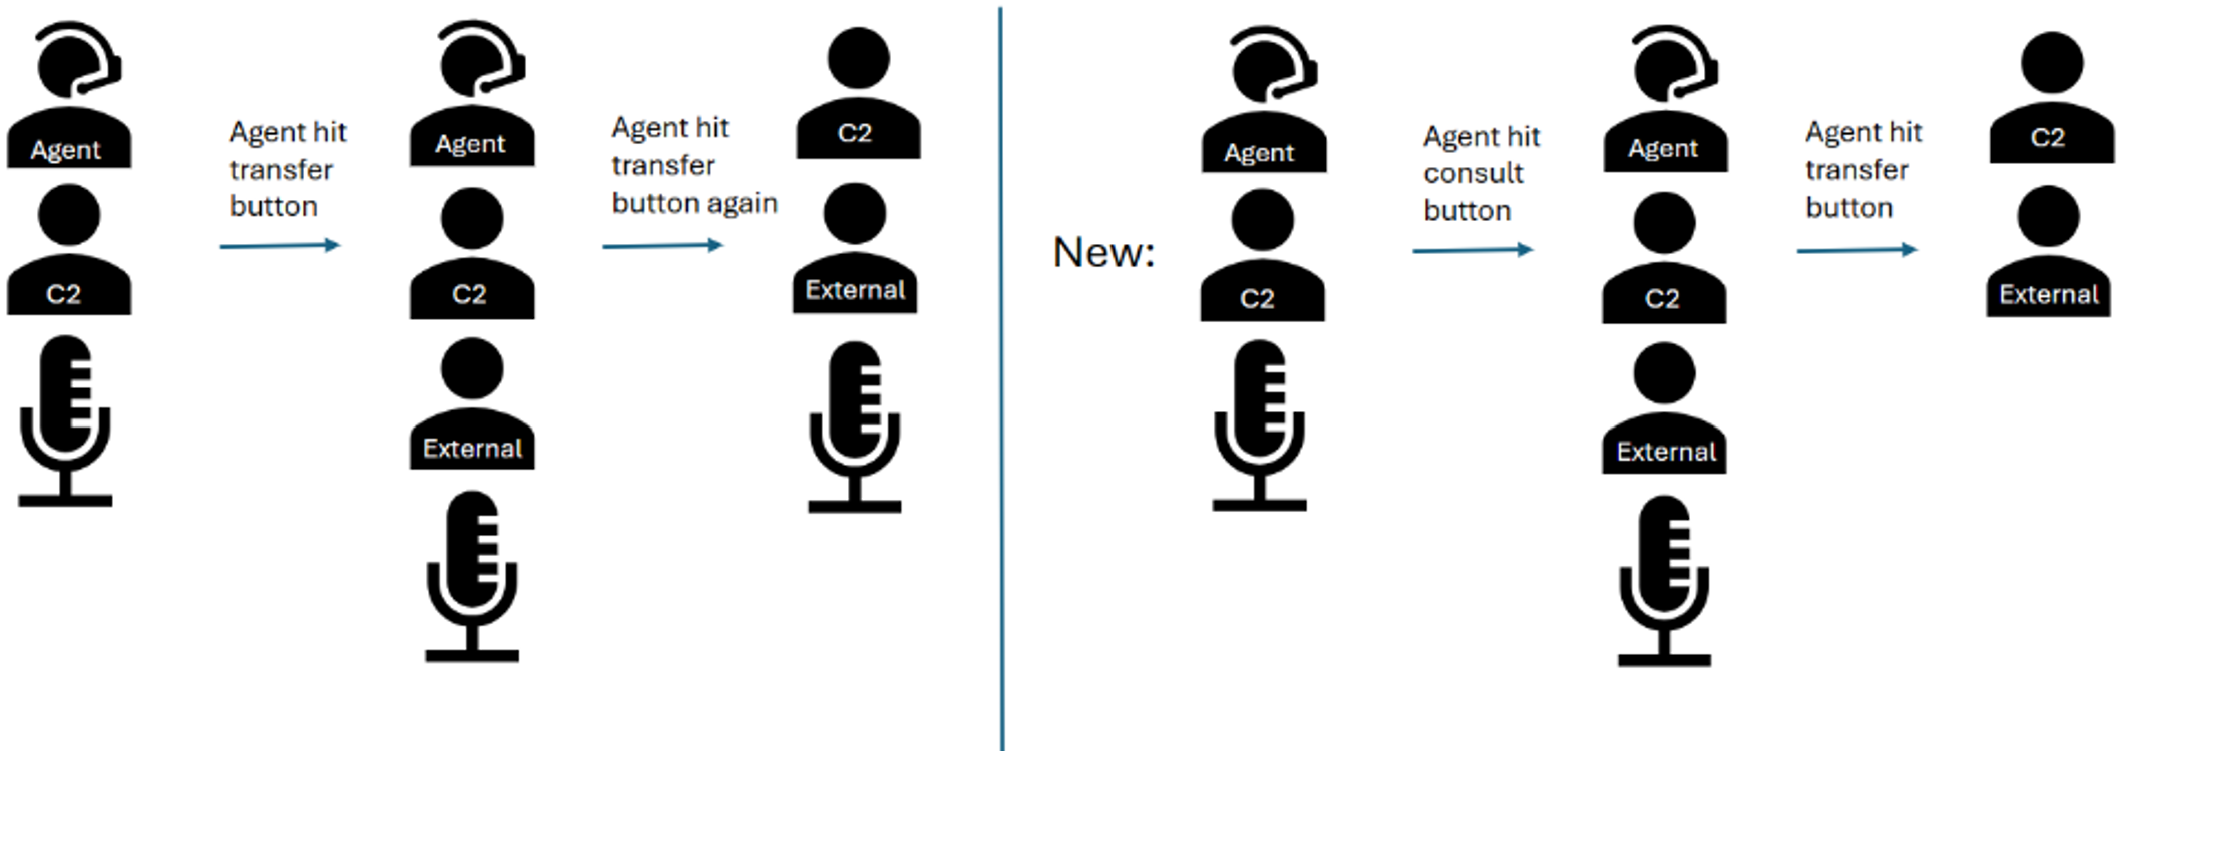 Agent
C2
Agent hit
transfer
button
Agent
C2
External
Agent hit
transfer
button again
C2
External
New:
Agent
C2
Agent hit
consult
button
Agent
C2
External
Agent hit
transfer
button
C2
External